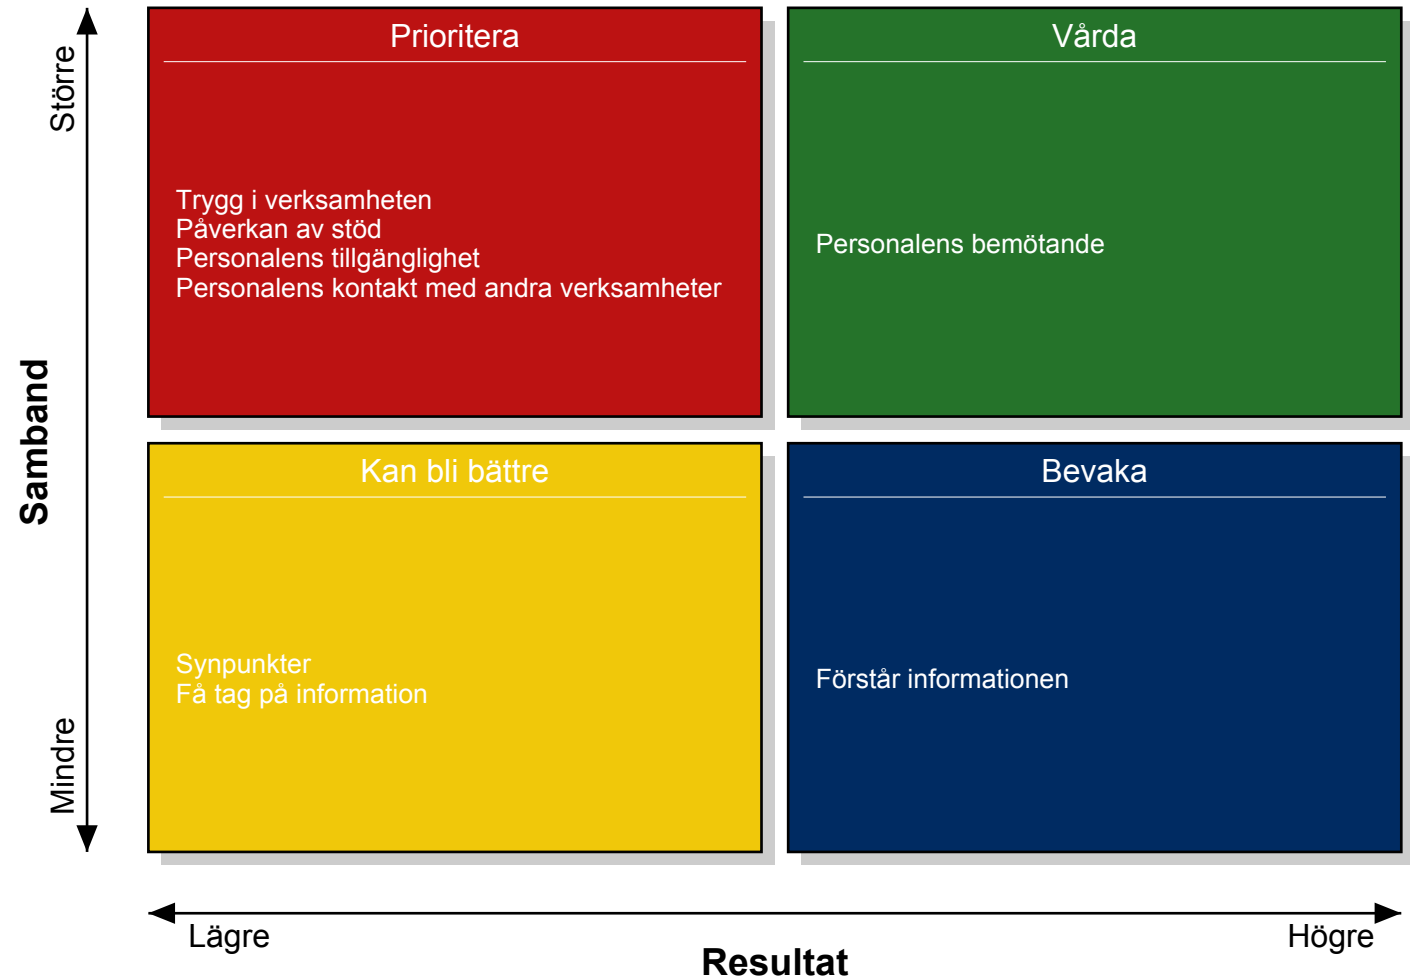 Större
Samband
Mindre
Prioritera
Trygg i verksamheten
Påverkan av stöd
Personalens tillgänglighet
Personalens kontakt med andra verksamheter
Vårda
Personalens bemötande
Kan bli bättre
Synpunkter
Få tag på information
Bevaka
Förstår informationen
Lägre
Resultat
Högre